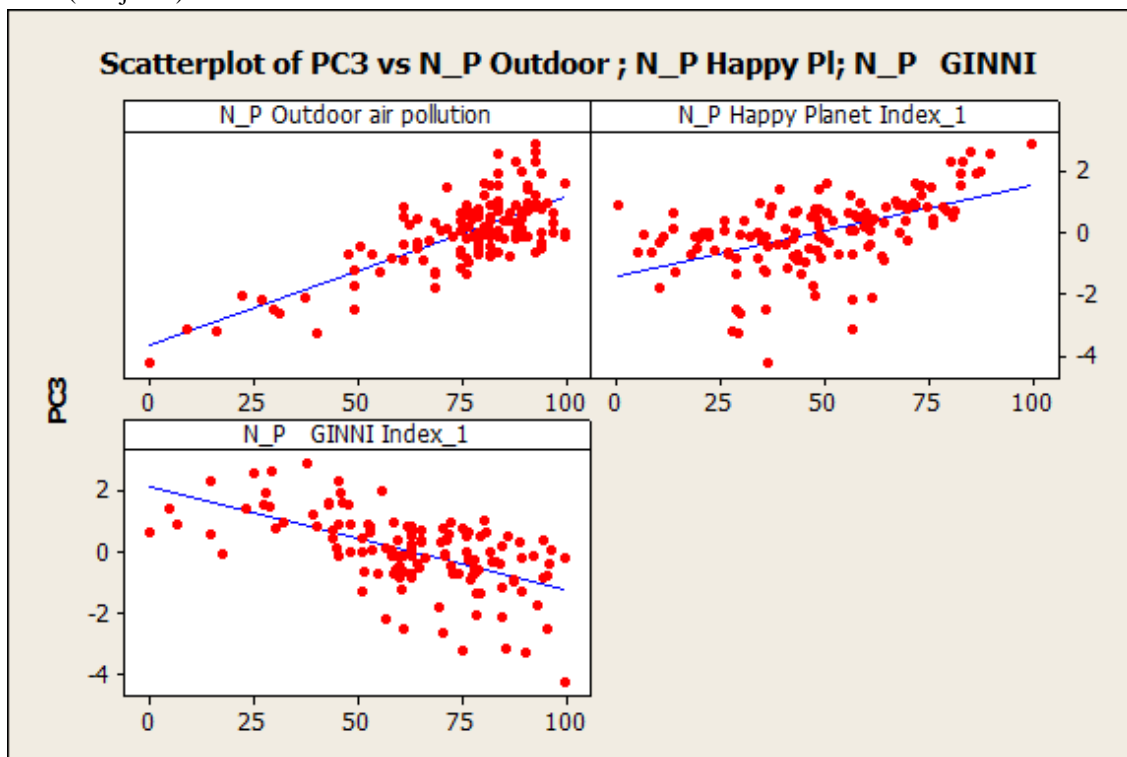 Scatterplot of PC3 vs N_P Outdoor ; N_P Happy Pl; N_P GINNI
N_P Outdoor air pollution
N_P Happy Planet Index_1
2
0
-2
-4
0 25 50 75 100
0 25 50 75 100
PC3
N_P GINNI Index_1
2
0
-2
-4
0 25 50 75 100